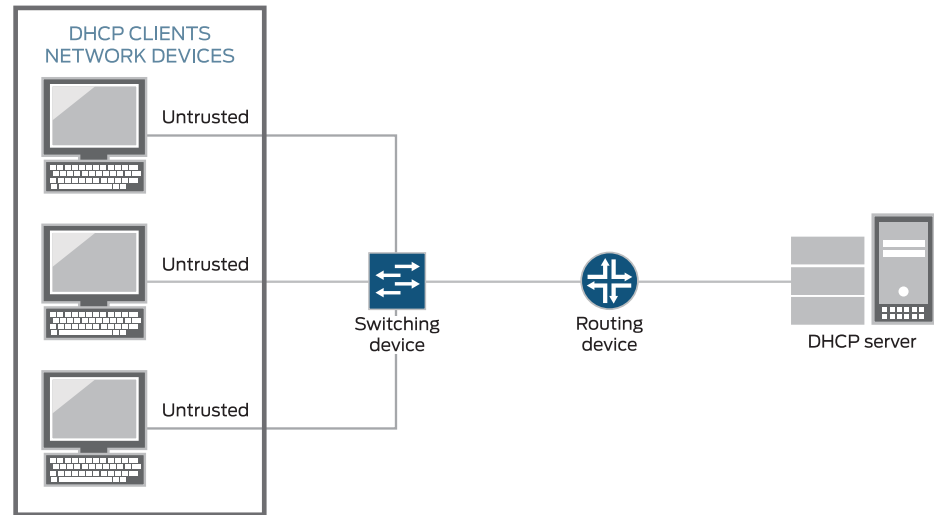 DHCP CLIENTS
NETWORK DEVICES
Untrusted
Untrusted
Untrusted
Switching
device
Routing
device
DHCP server